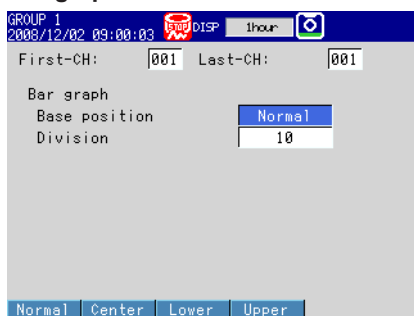 GROUP 1
2008/12/02 09:00:03 STOP DISP 1hour
First-CH: 001 Last-CH: 001
Bar graph
Base position Normal
Division 10
Normal Center Lower Upper